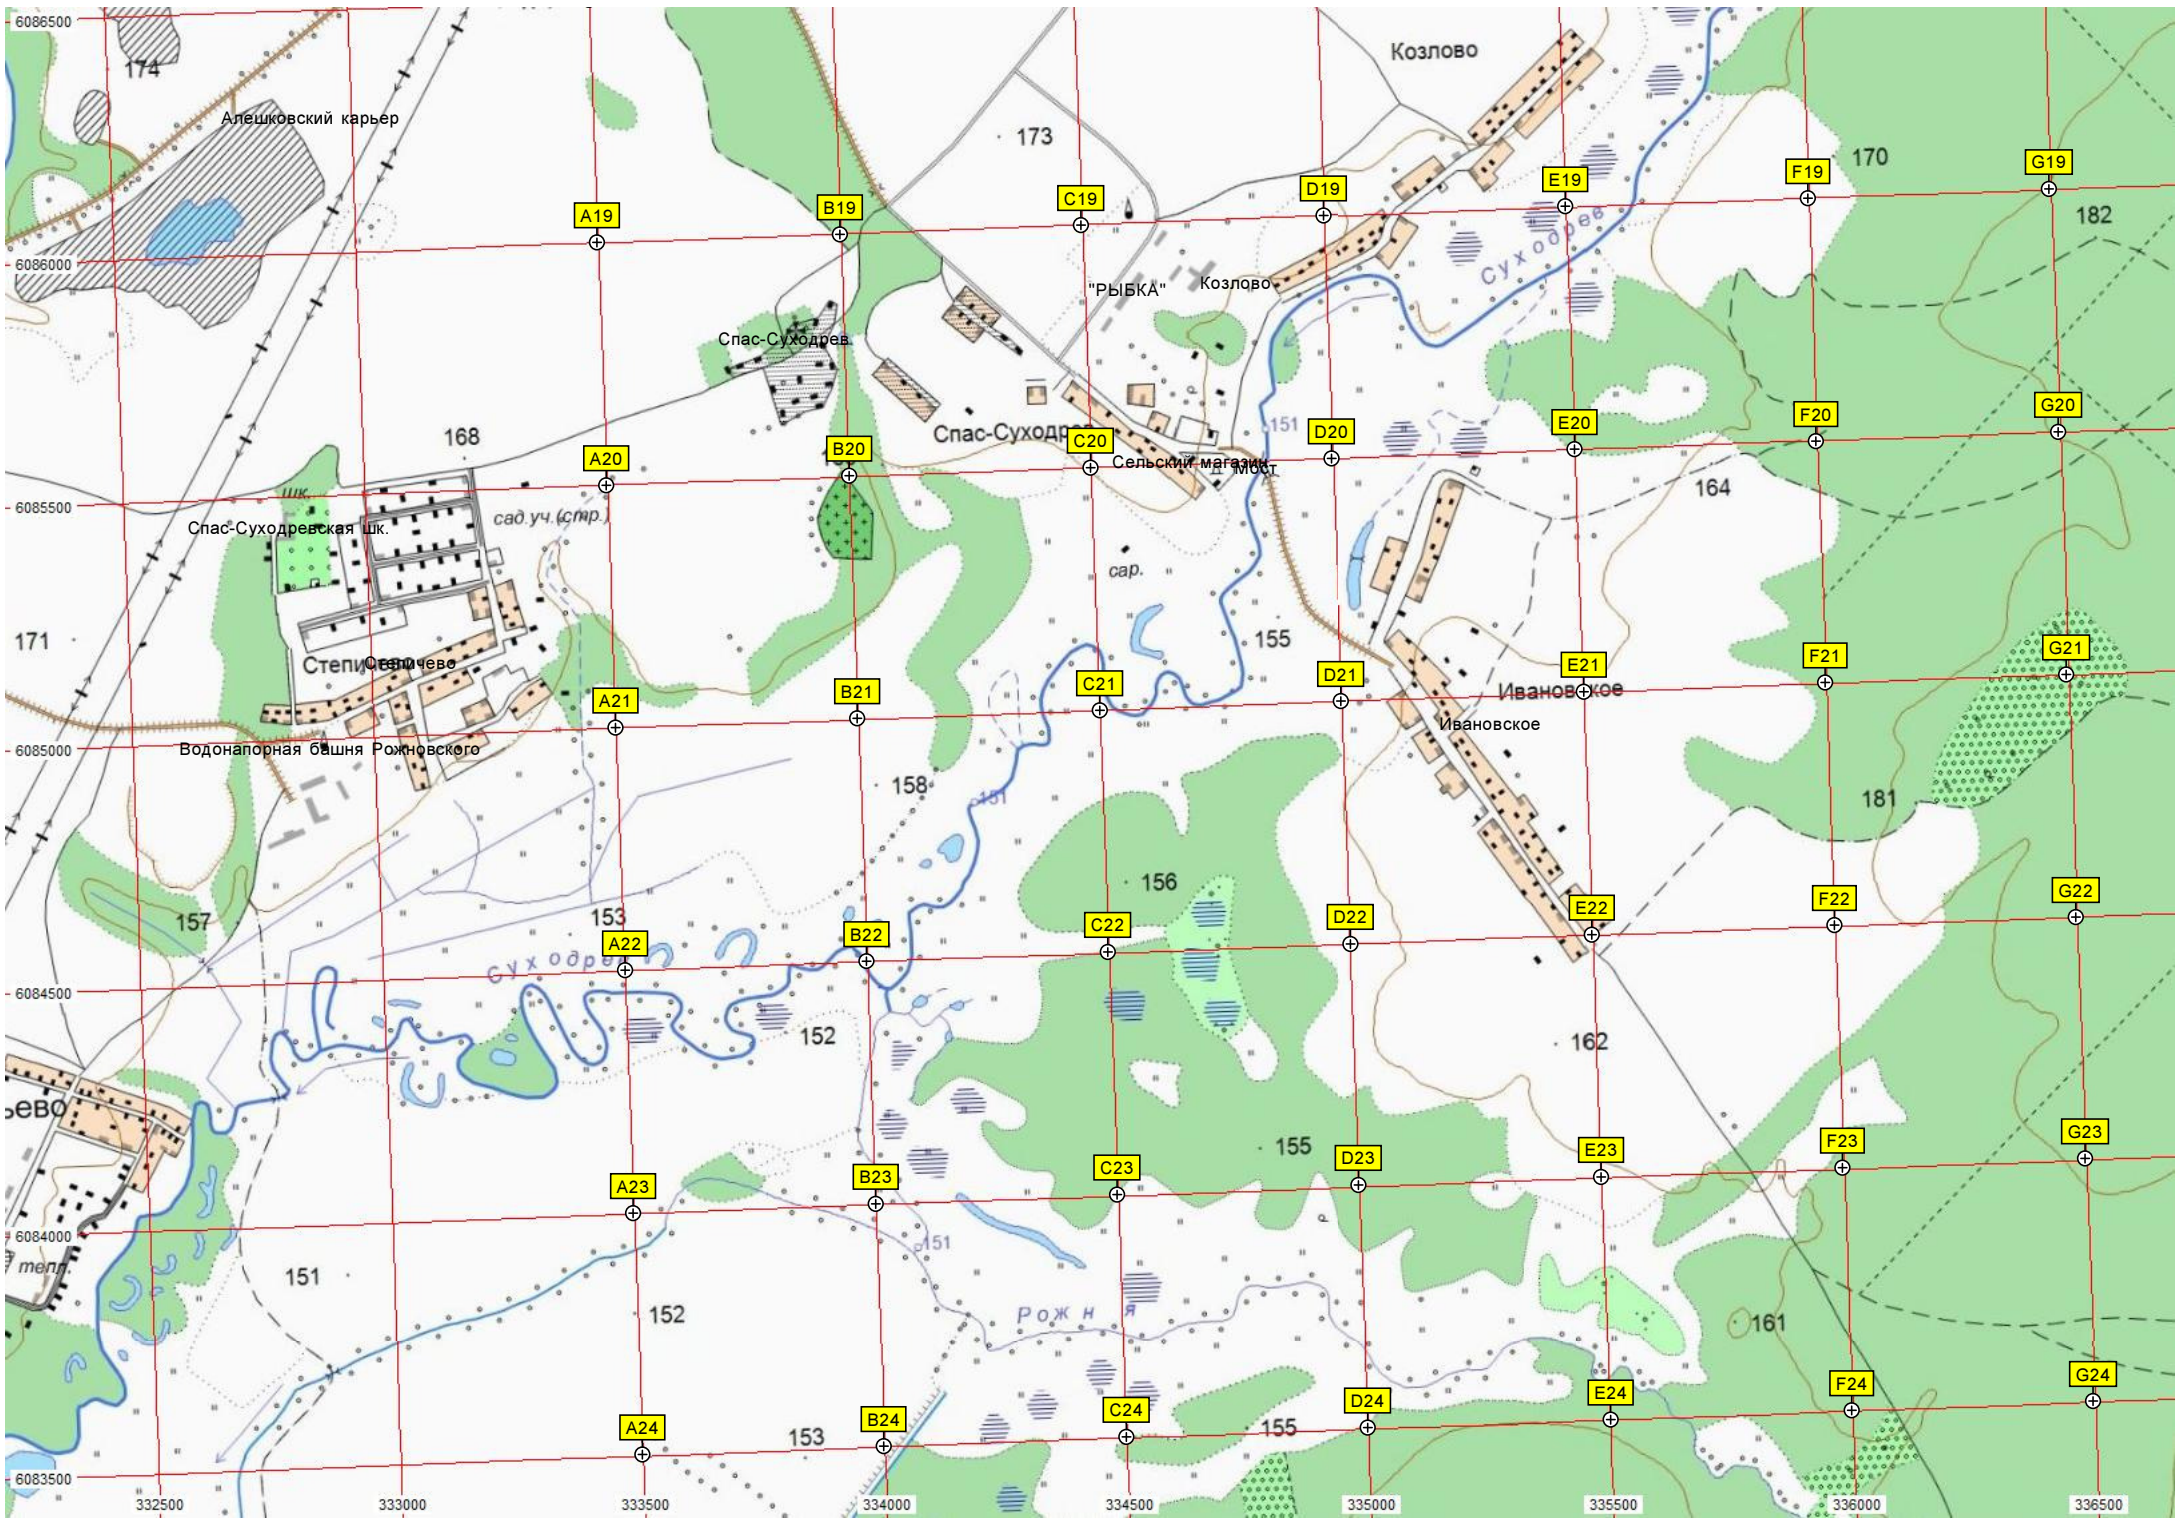 6086500
Козлово
174
Алешковский карьер
173
170
A19
B19
C19
D19
E19
F19
G19
182
Суходрев
6086000
"РЫБКА"
Козлово
Спас-Суходрев
151
168
Спас-Суходрев
A20
B20
C20
D20
E20
F20
G20
Сельский магазин
Мост
164
шк.
6085500
сад.уч.(стр.)
Спас-Суходревская шк.
сар.
171
155
Степичево
Степичево
A21
B21
C21
D21
E21
F21
G21
Ивановское
Ивановское
6085000
Водонапорная башня Рожновского
158
151
181
156
157
153
A22
B22
C22
D22
E22
F22
G22
Суходрев
6084500
152
162
ьево
155
A23
B23
C23
D23
E23
F23
G23
6084000
151
тепл.
151
152
Рожня
161
A24
B24
C24
D24
E24
F24
G24
153
155
6083500
332500
333000
333500
334000
334500
335000
335500
336000
336500